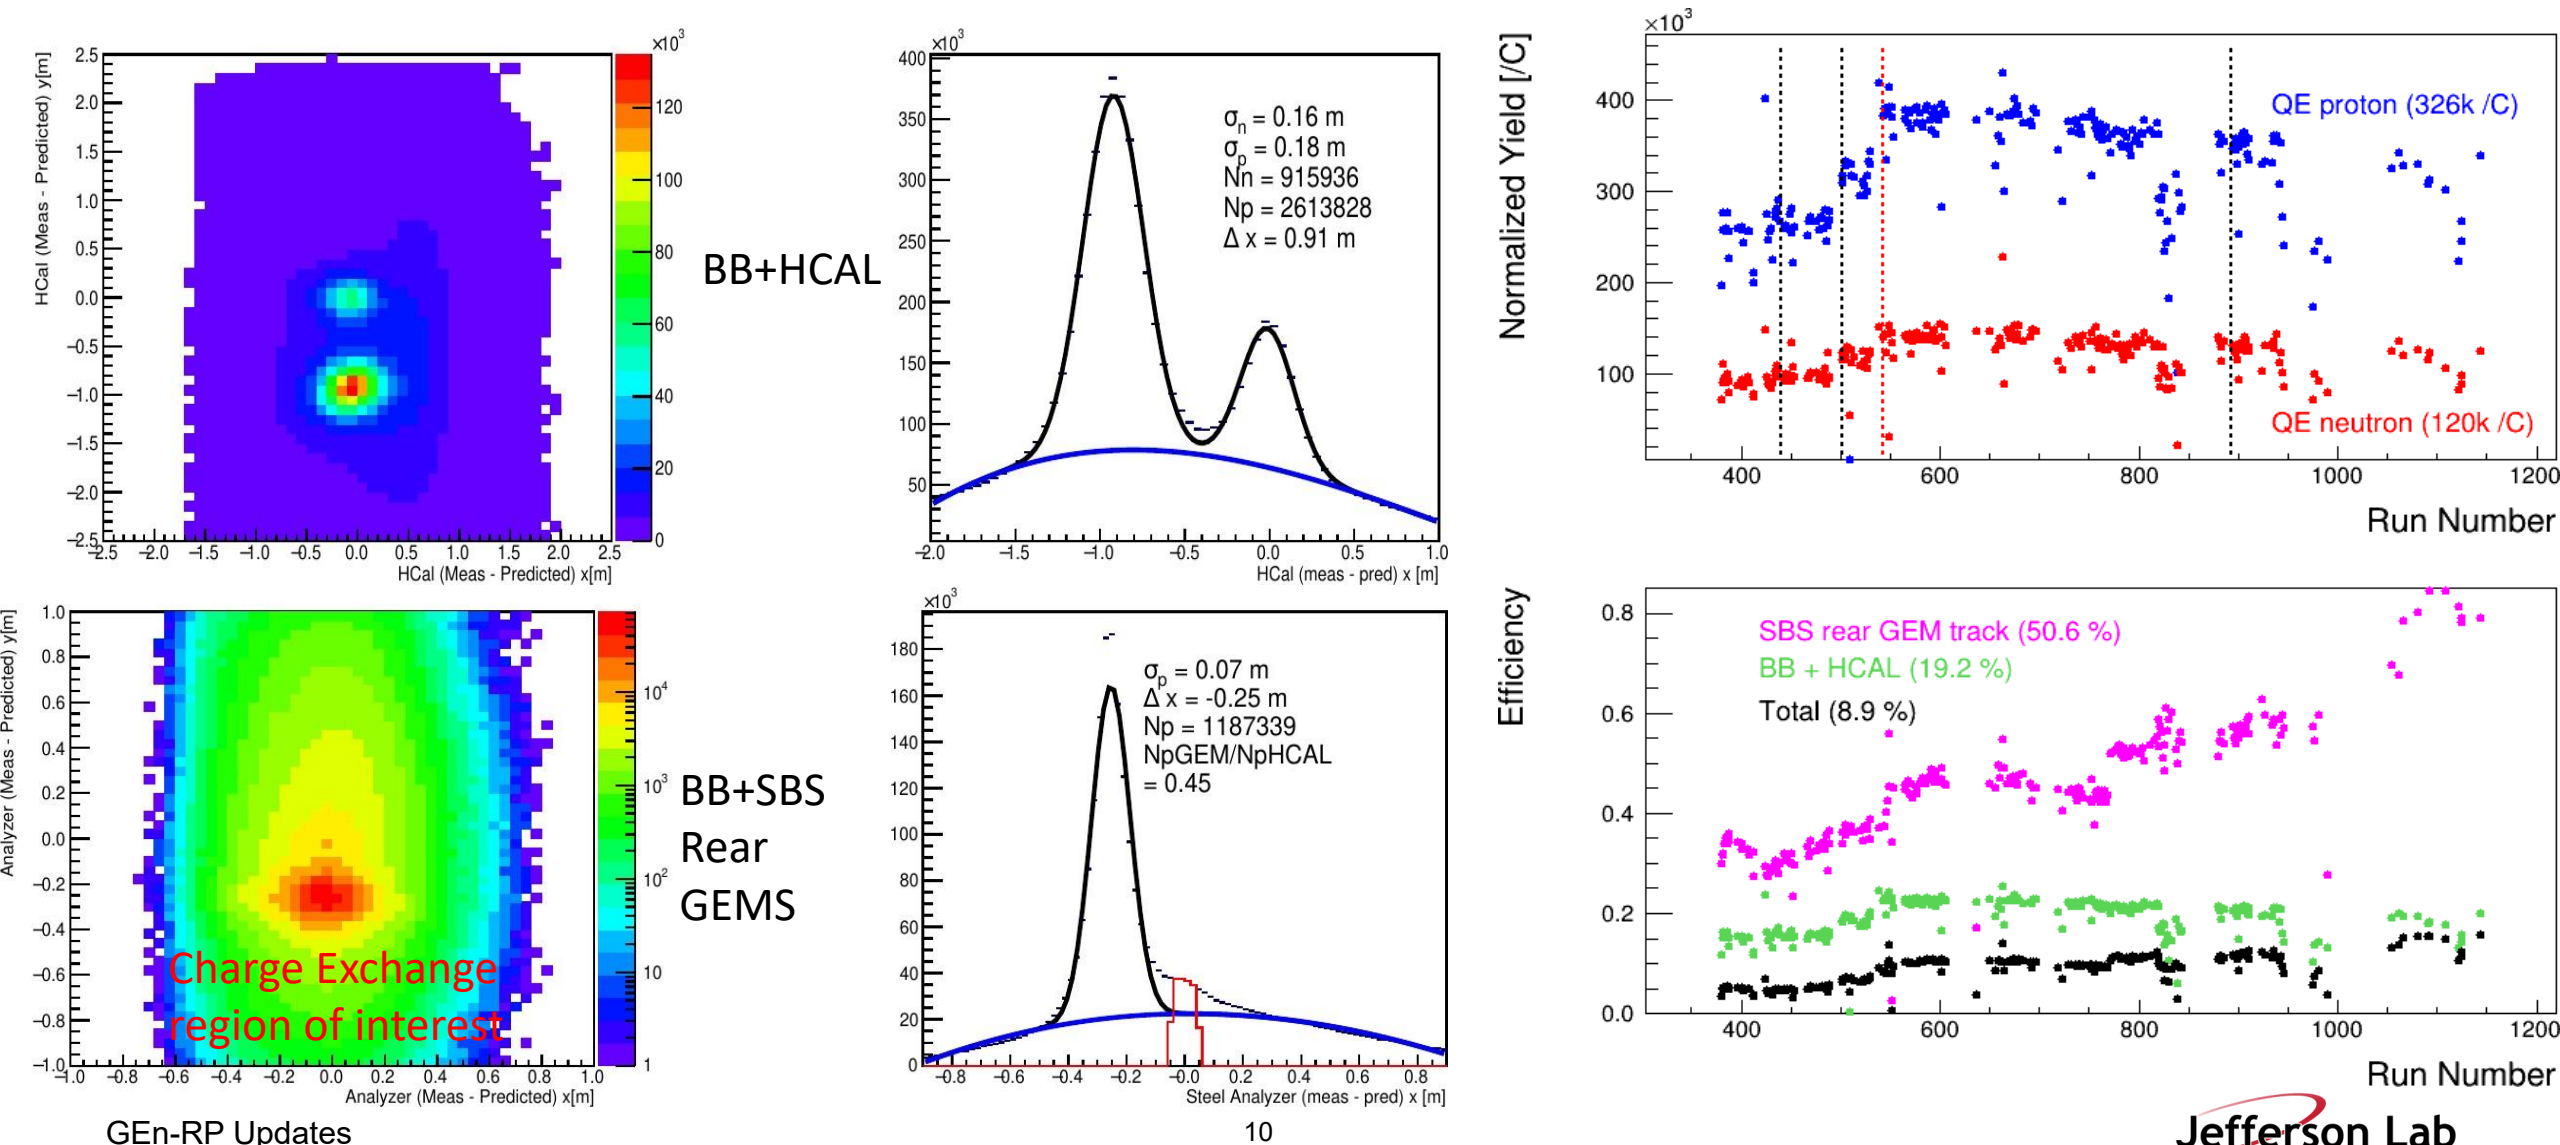 ×10³
2.5
2.0
1.5
1.0
0.5
0.0
−0.5
−1.0
−1.5
−2.0
−2.5
HCal (Meas - Predicted) y[m]
−2.5 −2.0 −1.5 −1.0 −0.5 0.0 0.5 1.0 1.5 2.0 2.5
HCal (Meas - Predicted) x[m]
120
100
80
60
40
20
0
BB+HCAL
×10³
400
350
300
250
200
150
100
50
σn = 0.16 m
σp = 0.18 m
Nn = 915936
Np = 2613828
Δ x = 0.91 m
−2.0 −1.5 −1.0 −0.5 0.0 0.5 1.0
HCal (meas - pred) x [m]
×10³
Normalized Yield [/C]
400
300
200
100
QE proton (326k /C)
QE neutron (120k /C)
400 600 800 1000 1200
Run Number
1.0
0.8
0.6
0.4
0.2
0.0
−0.2
−0.4
−0.6
−0.8
−1.0
Analyzer (Meas - Predicted) y[m]
Charge Exchange
region of interest
−1.0 −0.8 −0.6 −0.4 −0.2 0.0 0.2 0.4 0.6 0.8 1.0
Analyzer (Meas - Predicted) x[m]
10⁴
10³
10²
10
1
BB+SBS
Rear
GEMS
×10³
180
160
140
120
100
80
60
40
20
0
σp = 0.07 m
Δ x = -0.25 m
Np = 1187339
NpGEM/NpHCAL
= 0.45
−0.8 −0.6 −0.4 −0.2 −0.0 0.2 0.4 0.6 0.8
Steel Analyzer (meas - pred) x [m]
Efficiency
0.8
0.6
0.4
0.2
0.0
SBS rear GEM track (50.6 %)
BB + HCAL (19.2 %)
Total (8.9 %)
400 600 800 1000 1200
Run Number
GEn-RP Updates
10
Jefferson Lab